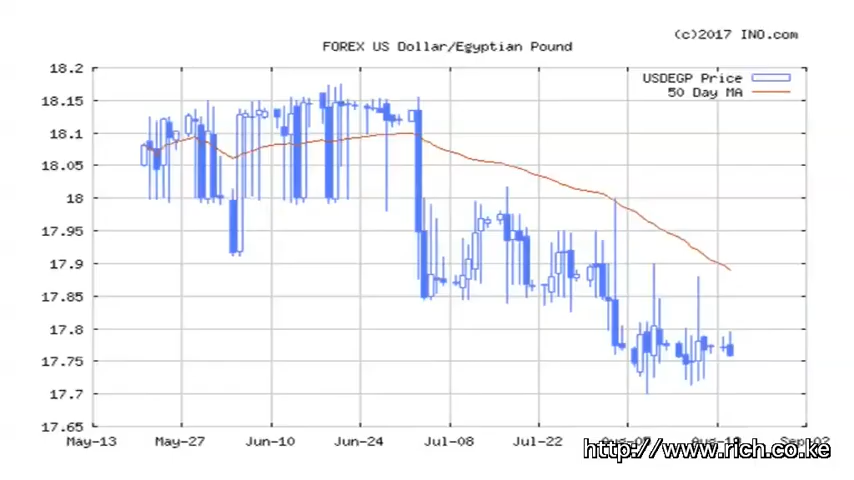 (c)2017 INO.com
FOREX US Dollar/Egyptian Pound
USDEGP Price
50 Day MA
18.2
18.15
18.1
18.05
18
17.95
17.9
17.85
17.8
17.75
17.7
17.65
May-13 May-27 Jun-10 Jun-24 Jul-08 Jul-22
http://www.rich.co.ke